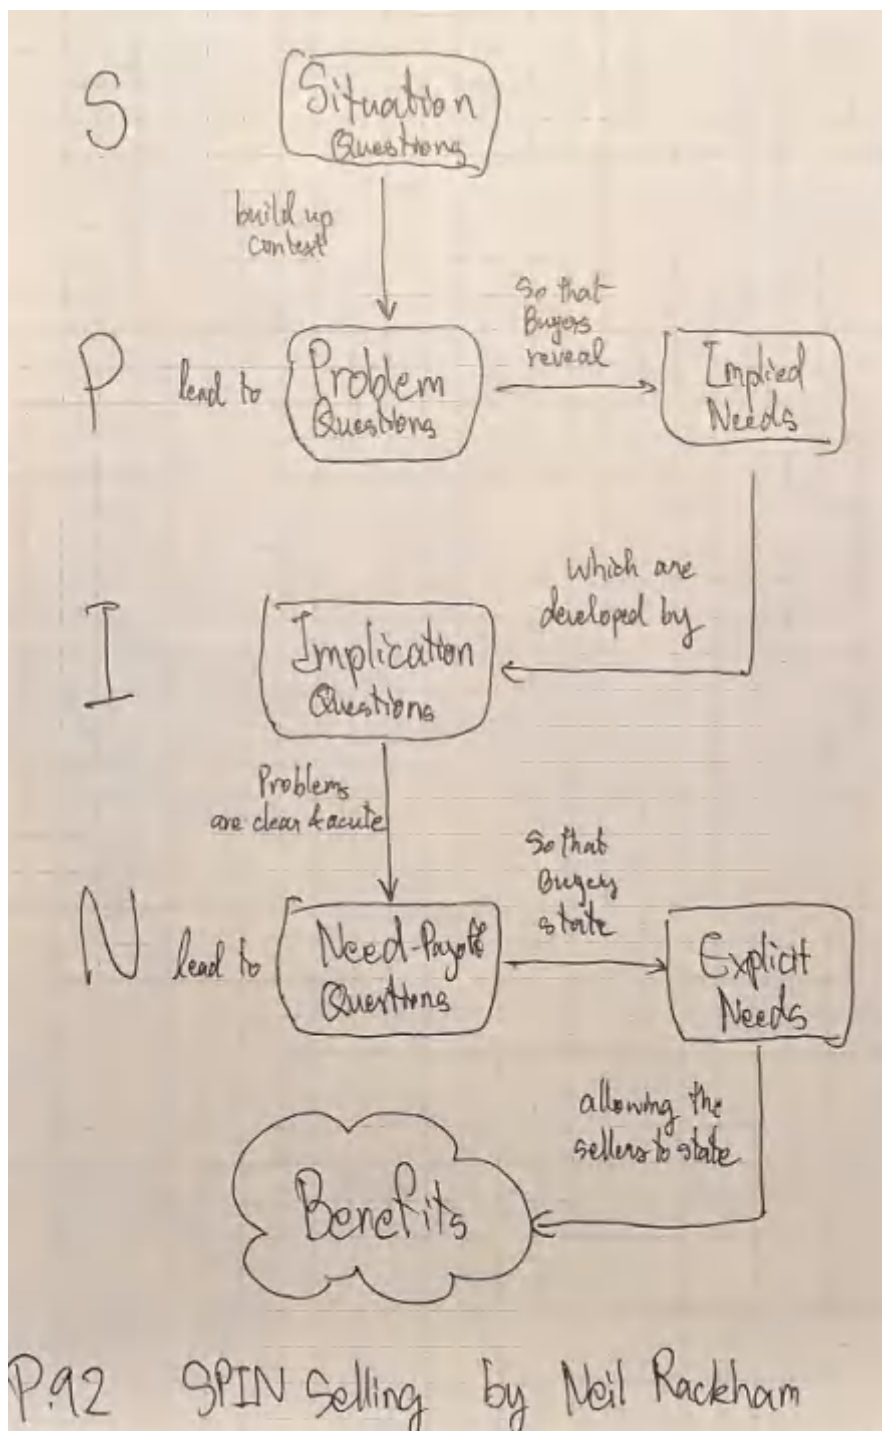 S
Situation
Questions
build up
context
So that
Buyers
reveal
P lead to Problem
Questions
Implied
Needs
which are
developed by
I
Implication
Questions
Problems
are clear & acute
So that
Buyers
state
N lead to Need-Payoff
Questions
Explicit
Needs
allowing the
sellers to state
Benefits
P.92 SPIN Selling by Neil Rackham